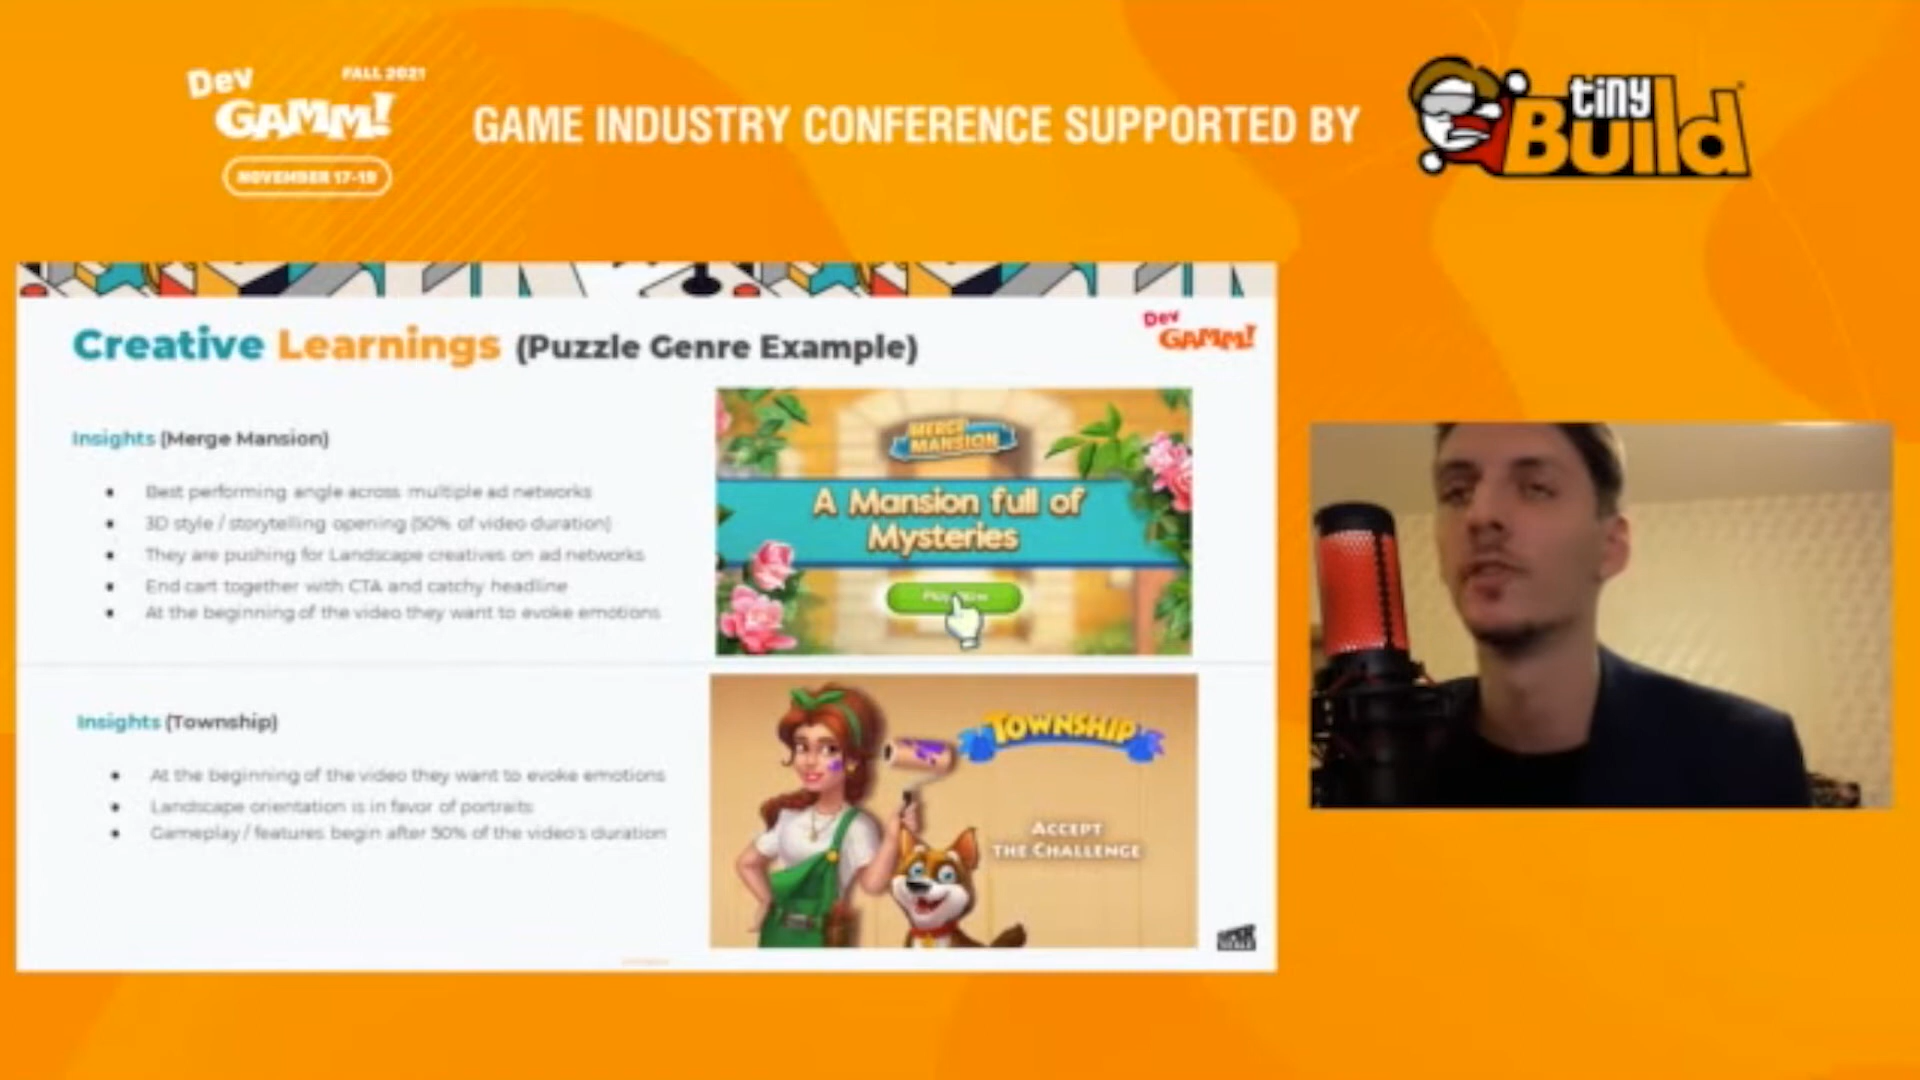 Dev
GAMM!
FALL 2021
NOVEMBER 17-19
GAME INDUSTRY CONFERENCE SUPPORTED BY
tiny
Build
Creative Learnings (Puzzle Genre Example)
Dev
GAMM!
Insights (Merge Mansion)
Best performing angle across multiple ad networks
3D style / storytelling opening (50% of video duration)
They are pushing for Landscape creatives on ad networks
End cart together with CTA and catchy headline
At the beginning of the video they want to evoke emotions
MERGE
MANSION
A Mansion full of
Mysteries
Insights (Township)
At the beginning of the video they want to evoke emotions
Landscape orientation is in favor of portraits
Gameplay / features begin after 50% of the video's duration
TOWNSHIP
ACCEPT
THE CHALLENGE
SUPER
SCALE